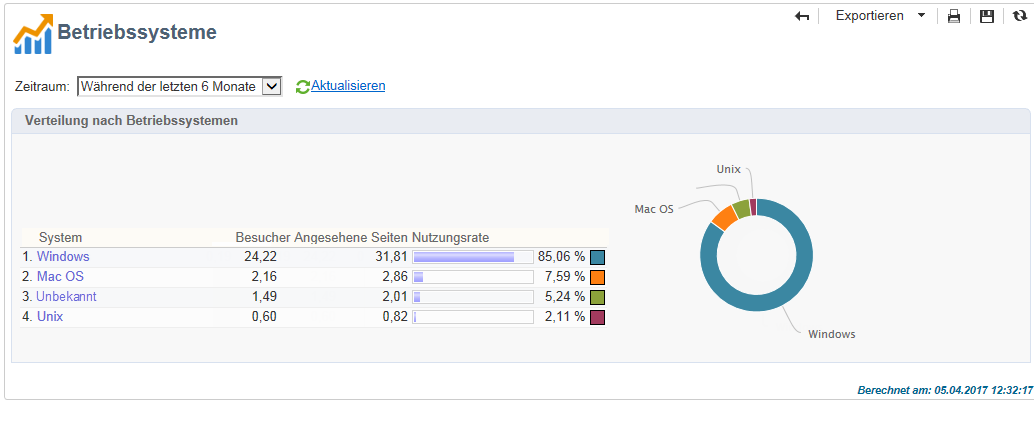 Exportieren
Betriebssysteme
Zeitraum: Während der letzten 6 Monate Aktualisieren
Verteilung nach Betriebssystemen
System Besucher Angesehene Seiten Nutzungsrate
1. Windows 24,22 31,81 85,06 %
2. Mac OS 2,16 2,86 7,59 %
3. Unbekannt 1,49 2,01 5,24 %
4. Unix 0,60 0,82 2,11 %
Unix
Mac OS
Windows
Berechnet am: 05.04.2017 12:32:17